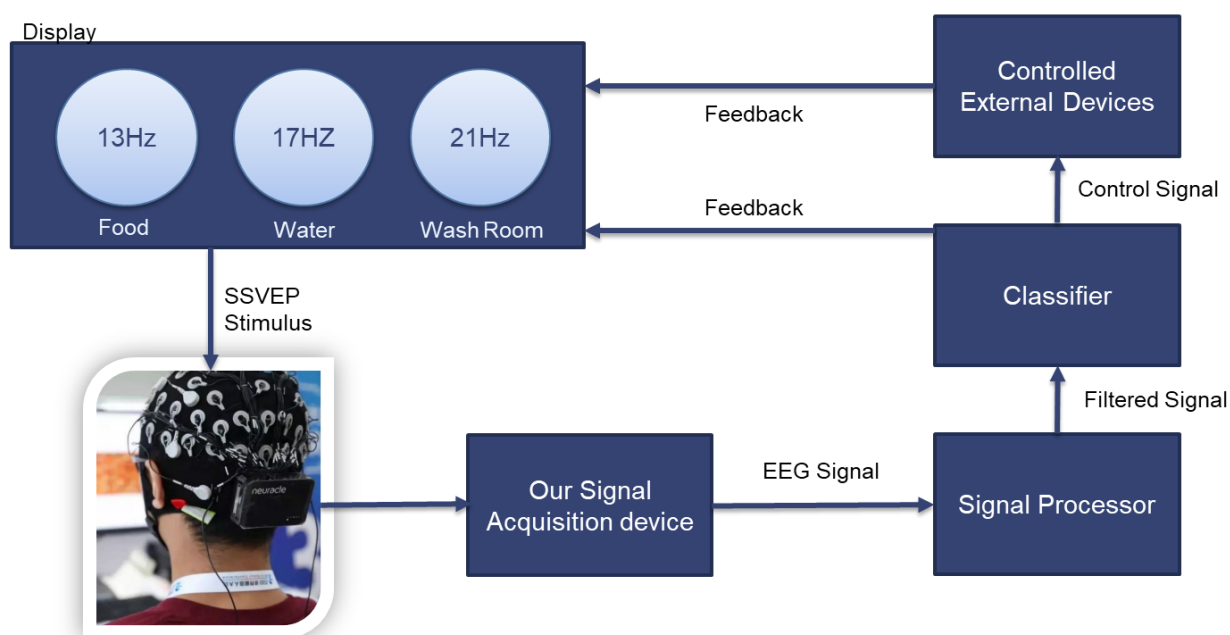 Display
13Hz
17HZ
21Hz
Food
Water
Wash Room
Feedback
Feedback
Controlled
External Devices
Control Signal
Classifier
SSVEP
Stimulus
Filtered Signal
neuracle
Our Signal
Acquisition device
EEG Signal
Signal Processor